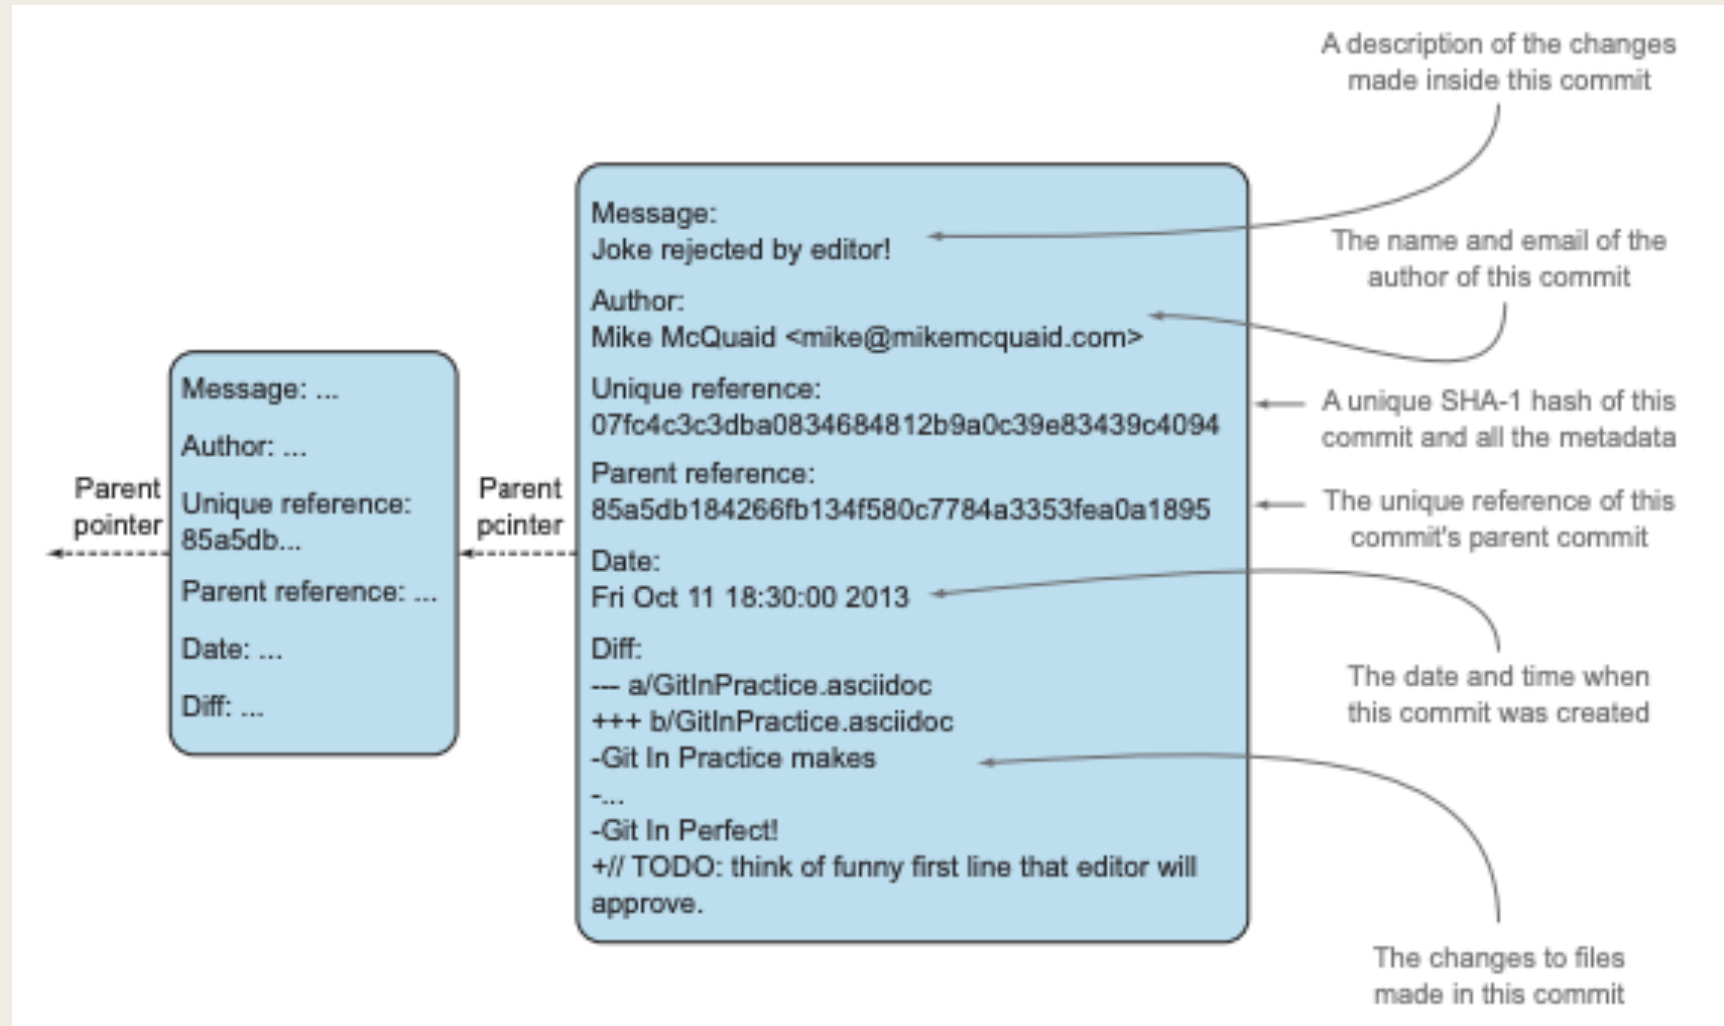 A description of the changes
made inside this commit
Message:
Joke rejected by editor!
The name and email of the
author of this commit
Author:
Mike McQuaid <mike@mikemcquaid.com>
Unique reference:
07fc4c3c3dba0834684812b9a0c39e83439c4094
A unique SHA-1 hash of this
commit and all the metadata
Parent reference:
85a5db184266fb134f580c7784a3353fea0a1895
The unique reference of this
commit's parent commit
Date:
Fri Oct 11 18:30:00 2013
The date and time when
this commit was created
Diff:
--- a/GitInPractice.asciidoc
+++ b/GitInPractice.asciidoc
-Git In Practice makes
-...
-Git In Perfect!
+// TODO: think of funny first line that editor will
approve.
The changes to files
made in this commit
Parent
pointer
Message: ...
Author: ...
Unique reference:
85a5db...
Parent reference: ...
Date: ...
Diff: ...
Parent
pointer